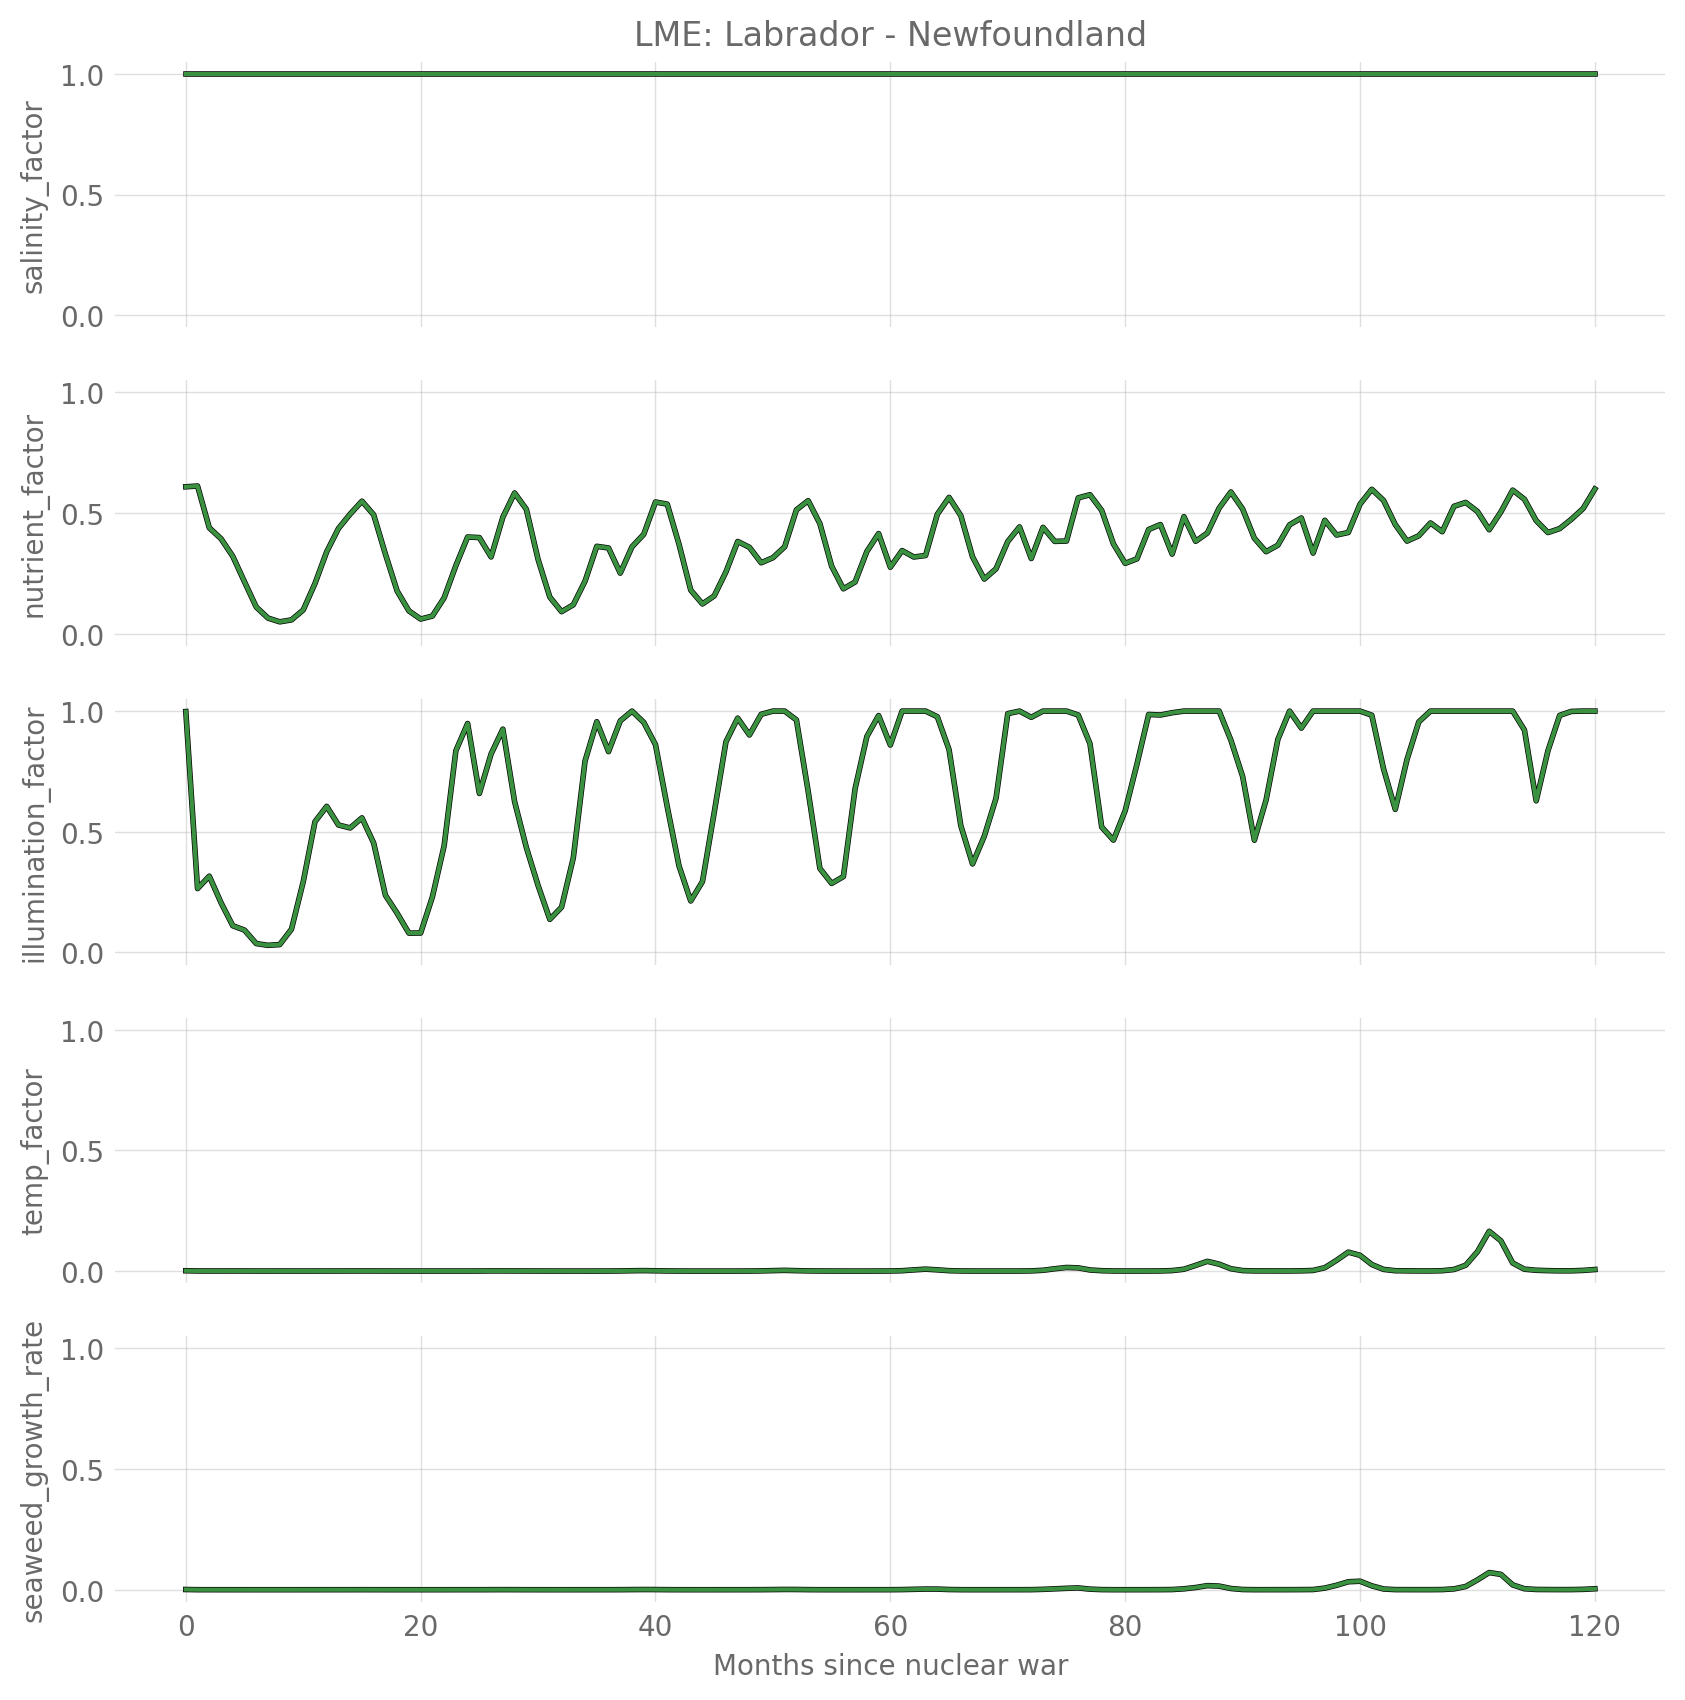 LME: Labrador - Newfoundland
1.0
0.5
0.0
salinity_factor
1.0
0.5
0.0
nutrient_factor
1.0
0.5
0.0
illumination_factor
1.0
0.5
0.0
temp_factor
1.0
0.5
0.0
seaweed_growth_rate
0 20 40 60 80 100 120
Months since nuclear war